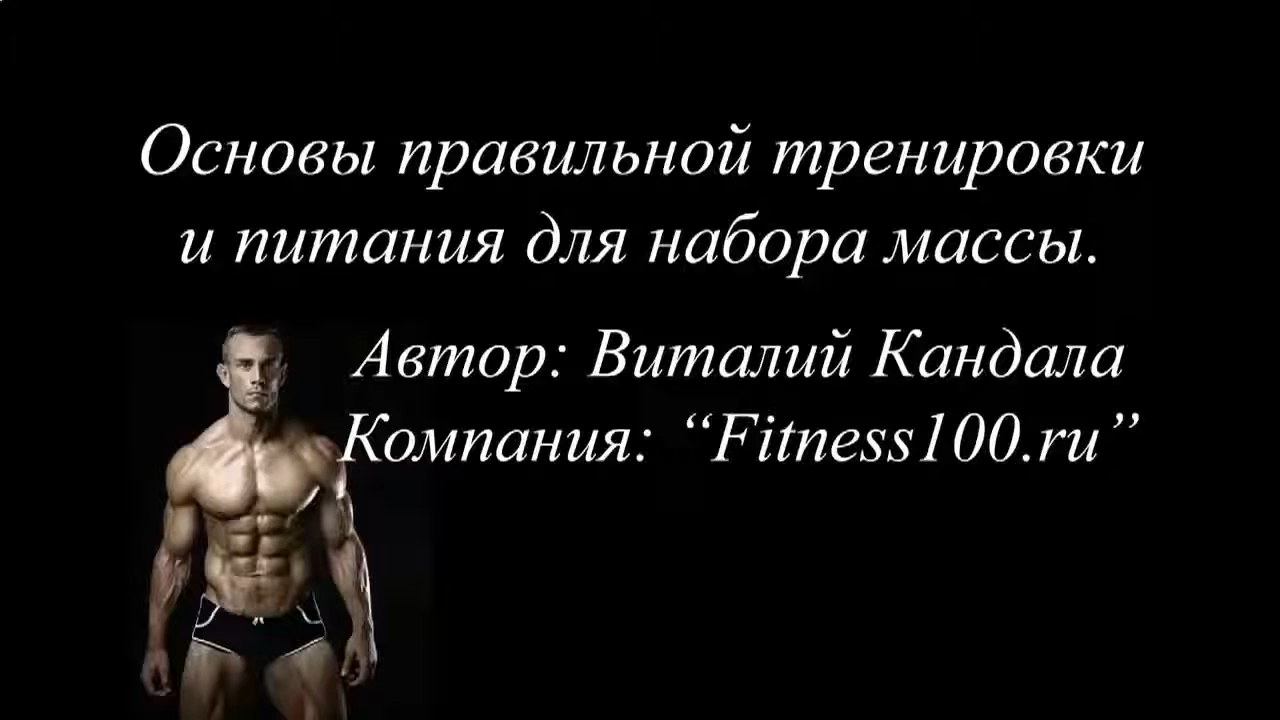 Основы правильной тренировки
и питания для набора массы.
Автор: Виталий Кандала
Компания: “Fitness100.ru”